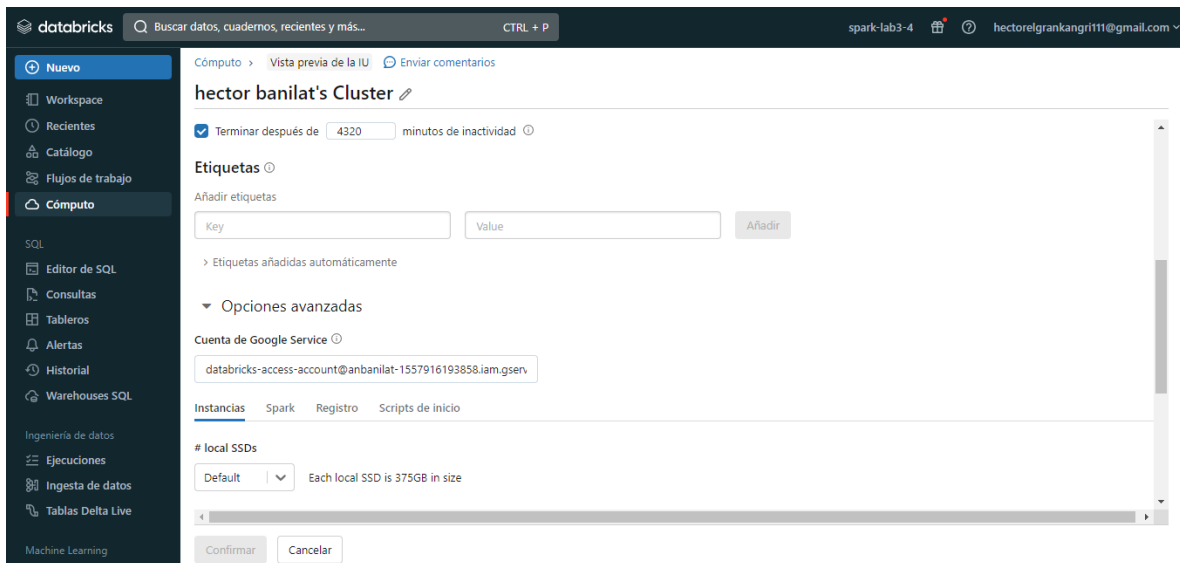 databricks
Buscar datos, cuadernos, recientes y más...
CTRL + P
spark-lab3-4
hectorelgrankangri111@gmail.com
Nuevo
Workspace
Recientes
Catálogo
Flujos de trabajo
Cómputo
SQL
Editor de SQL
Consultas
Tableros
Alertas
Historial
Warehouses SQL
Ingeniería de datos
Ejecuciones
Ingesta de datos
Tablas Delta Live
Machine Learning
Cómputo > Vista previa de la IU Enviar comentarios
hector banilat's Cluster
Terminar después de 4320 minutos de inactividad
Etiquetas
Añadir etiquetas
Key Value Añadir
> Etiquetas añadidas automáticamente
Opciones avanzadas
Cuenta de Google Service
databricks-access-account@anbanilat-1557916193858.iam.gserv
Instancias Spark Registro Scripts de inicio
# local SSDs
Default Each local SSD is 375GB in size
Confirmar Cancelar